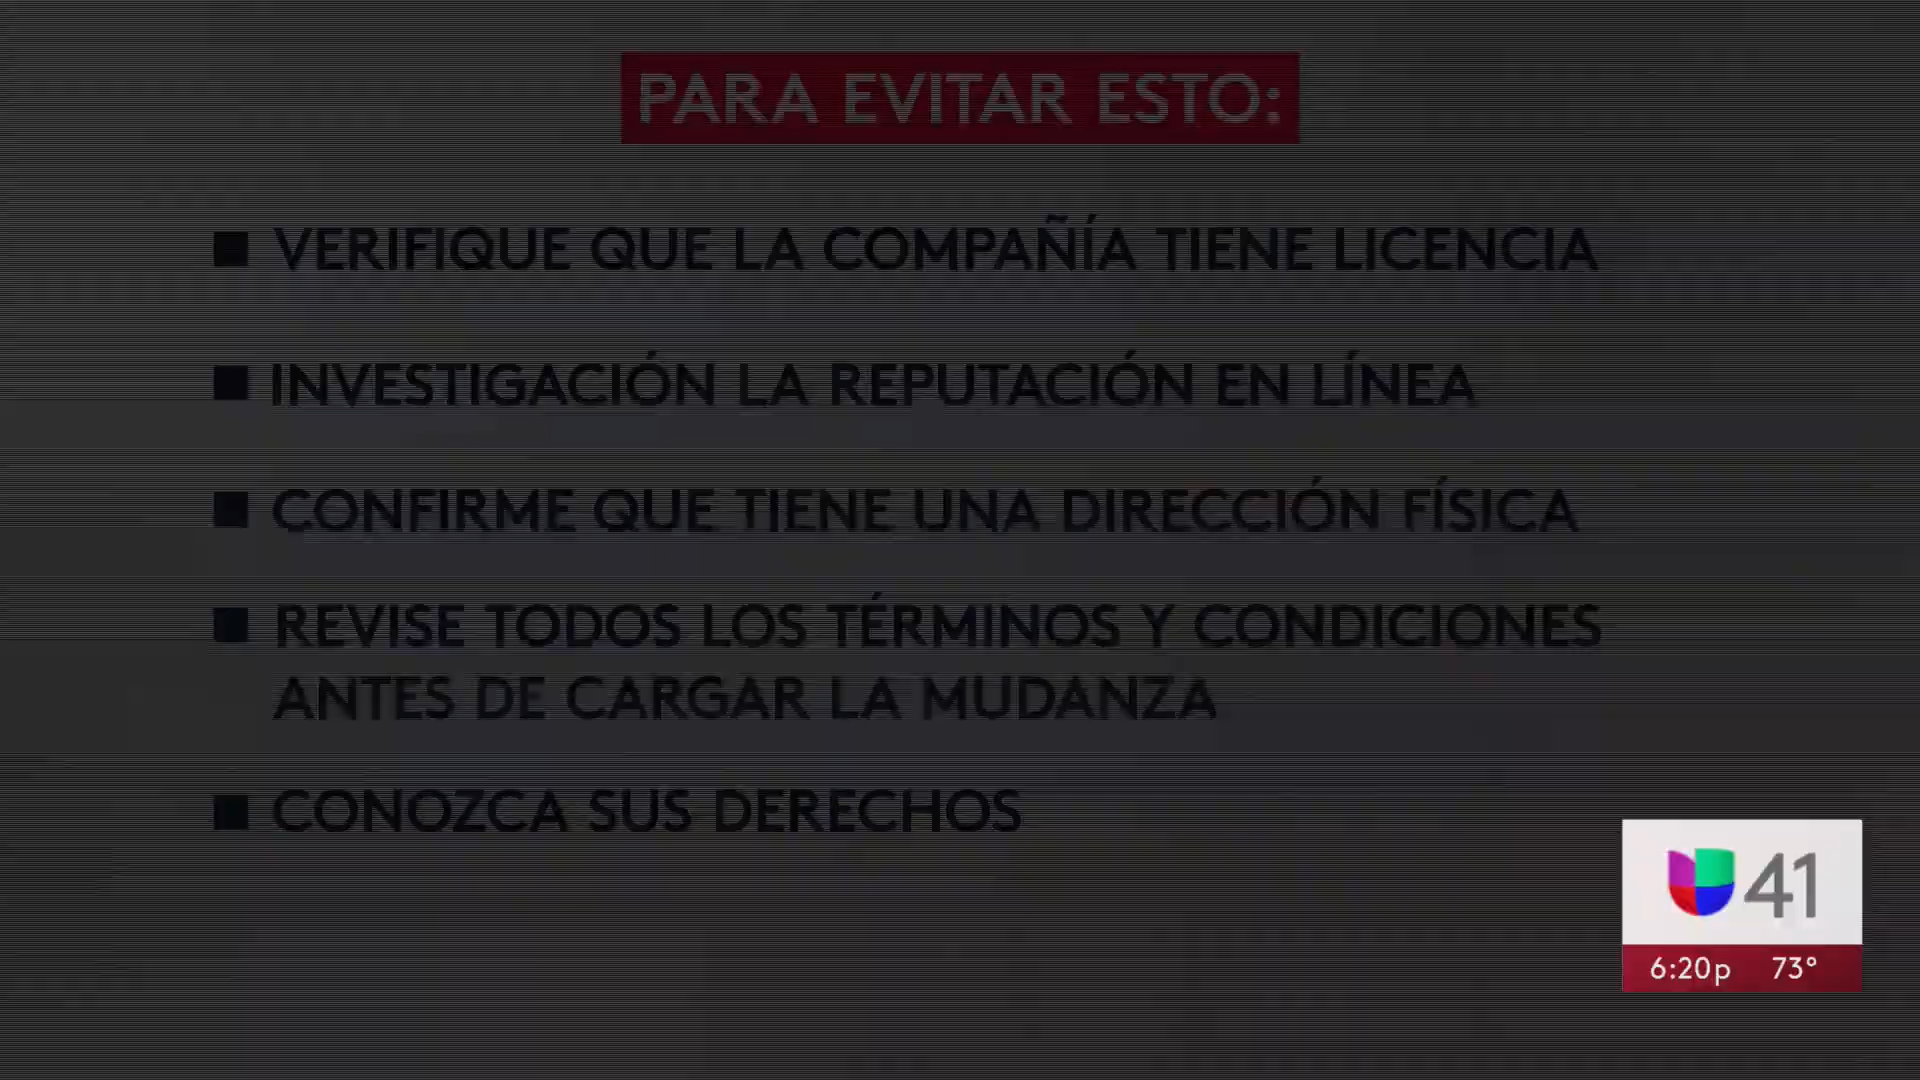 PARA EVITAR ESTO:
■ VERIFIQUE QUE LA COMPAÑÍA TIENE LICENCIA
■ INVESTIGACIÓN LA REPUTACIÓN EN LÍNEA
■ CONFIRME QUE TIENE UNA DIRECCIÓN FÍSICA
■ REVISE TODOS LOS TÉRMINOS Y CONDICIONES
ANTES DE CARGAR LA MUDANZA
■ CONOZCA SUS DERECHOS
41
6:20p 73°